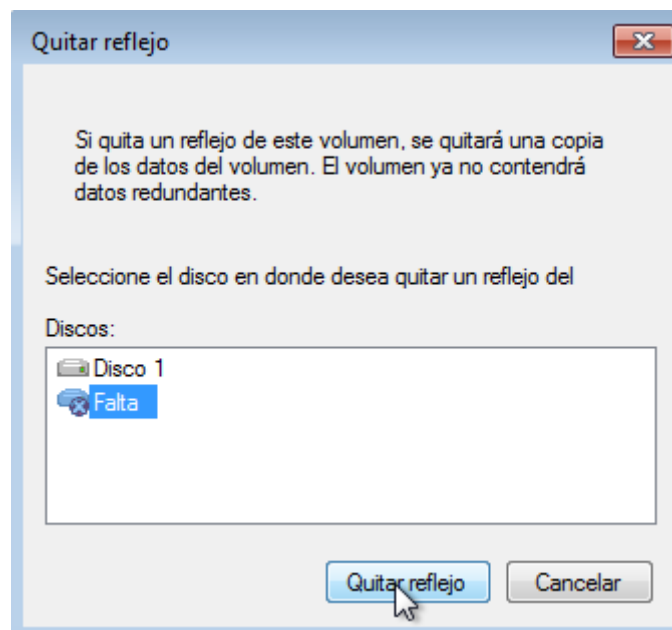 Quitar reflejo
Si quita un reflejo de este volumen, se quitará una copia
de los datos del volumen. El volumen ya no contendrá
datos redundantes.
Seleccione el disco en donde desea quitar un reflejo del
Discos:
Disco 1
Falta
Quitar reflejo
Cancelar